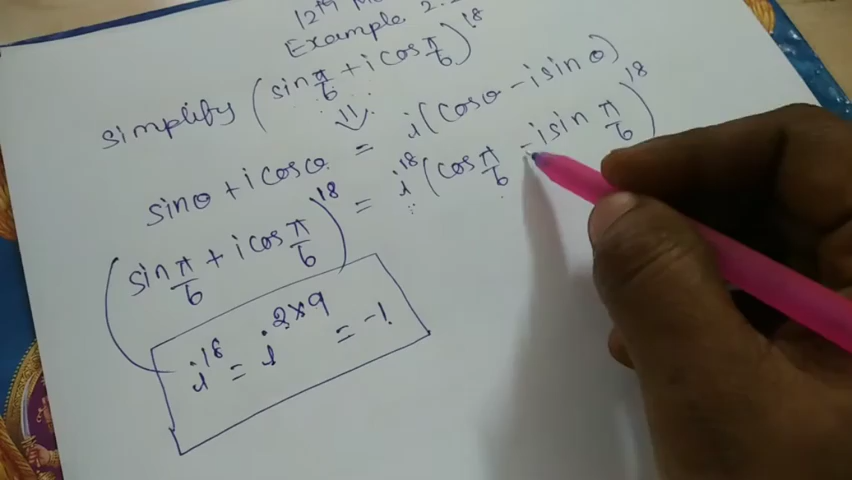 12th
Example 2.
simplify (sin π/6 + i cos π/6)^18
sinθ + i cosθ = i(cosθ - i sin θ)
(sin π/6 + i cos π/6)^18 = i^18 (cos π/6 - i sin π/6)^18
i^18 = i^2×9 = -1